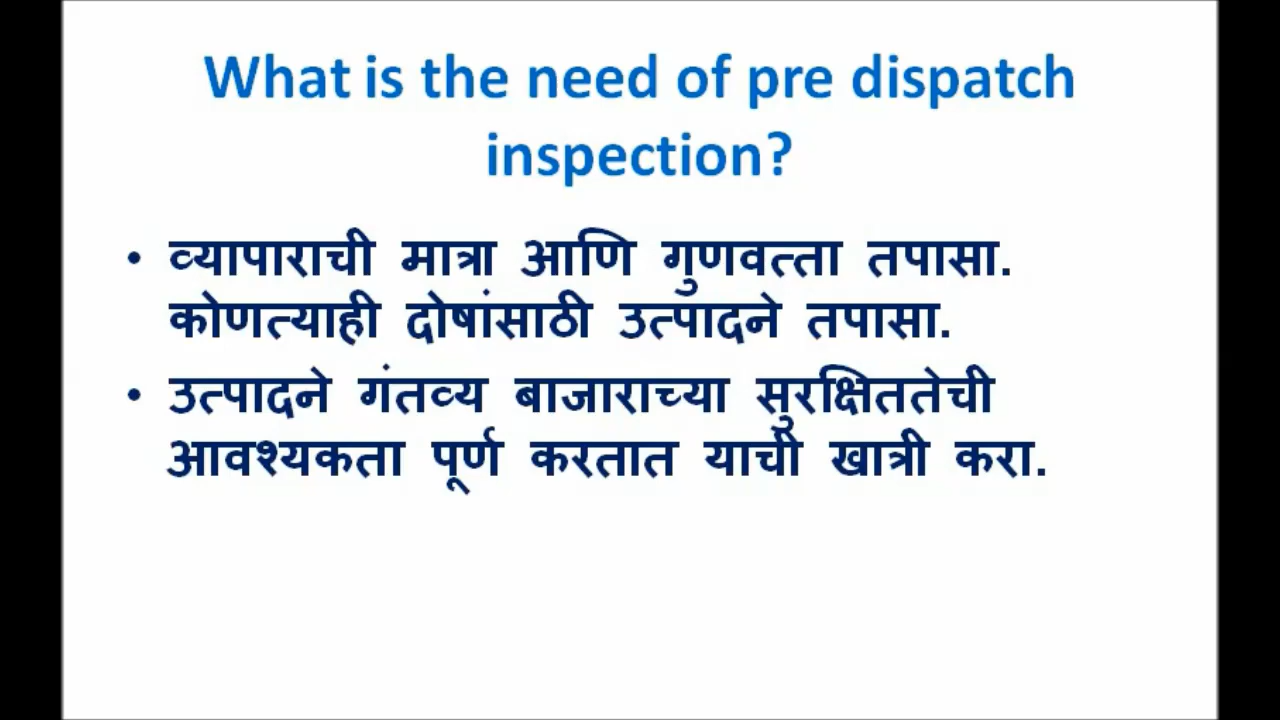 What is the need of pre dispatch
inspection?
• व्यापाराची मात्रा आणि गुणवत्ता तपासा.
कोणत्याही दोषांसाठी उत्पादने तपासा.
• उत्पादने गंतव्य बाजाराच्या सुरक्षिततेची
आवश्यकता पूर्ण करतात याची खात्री करा.